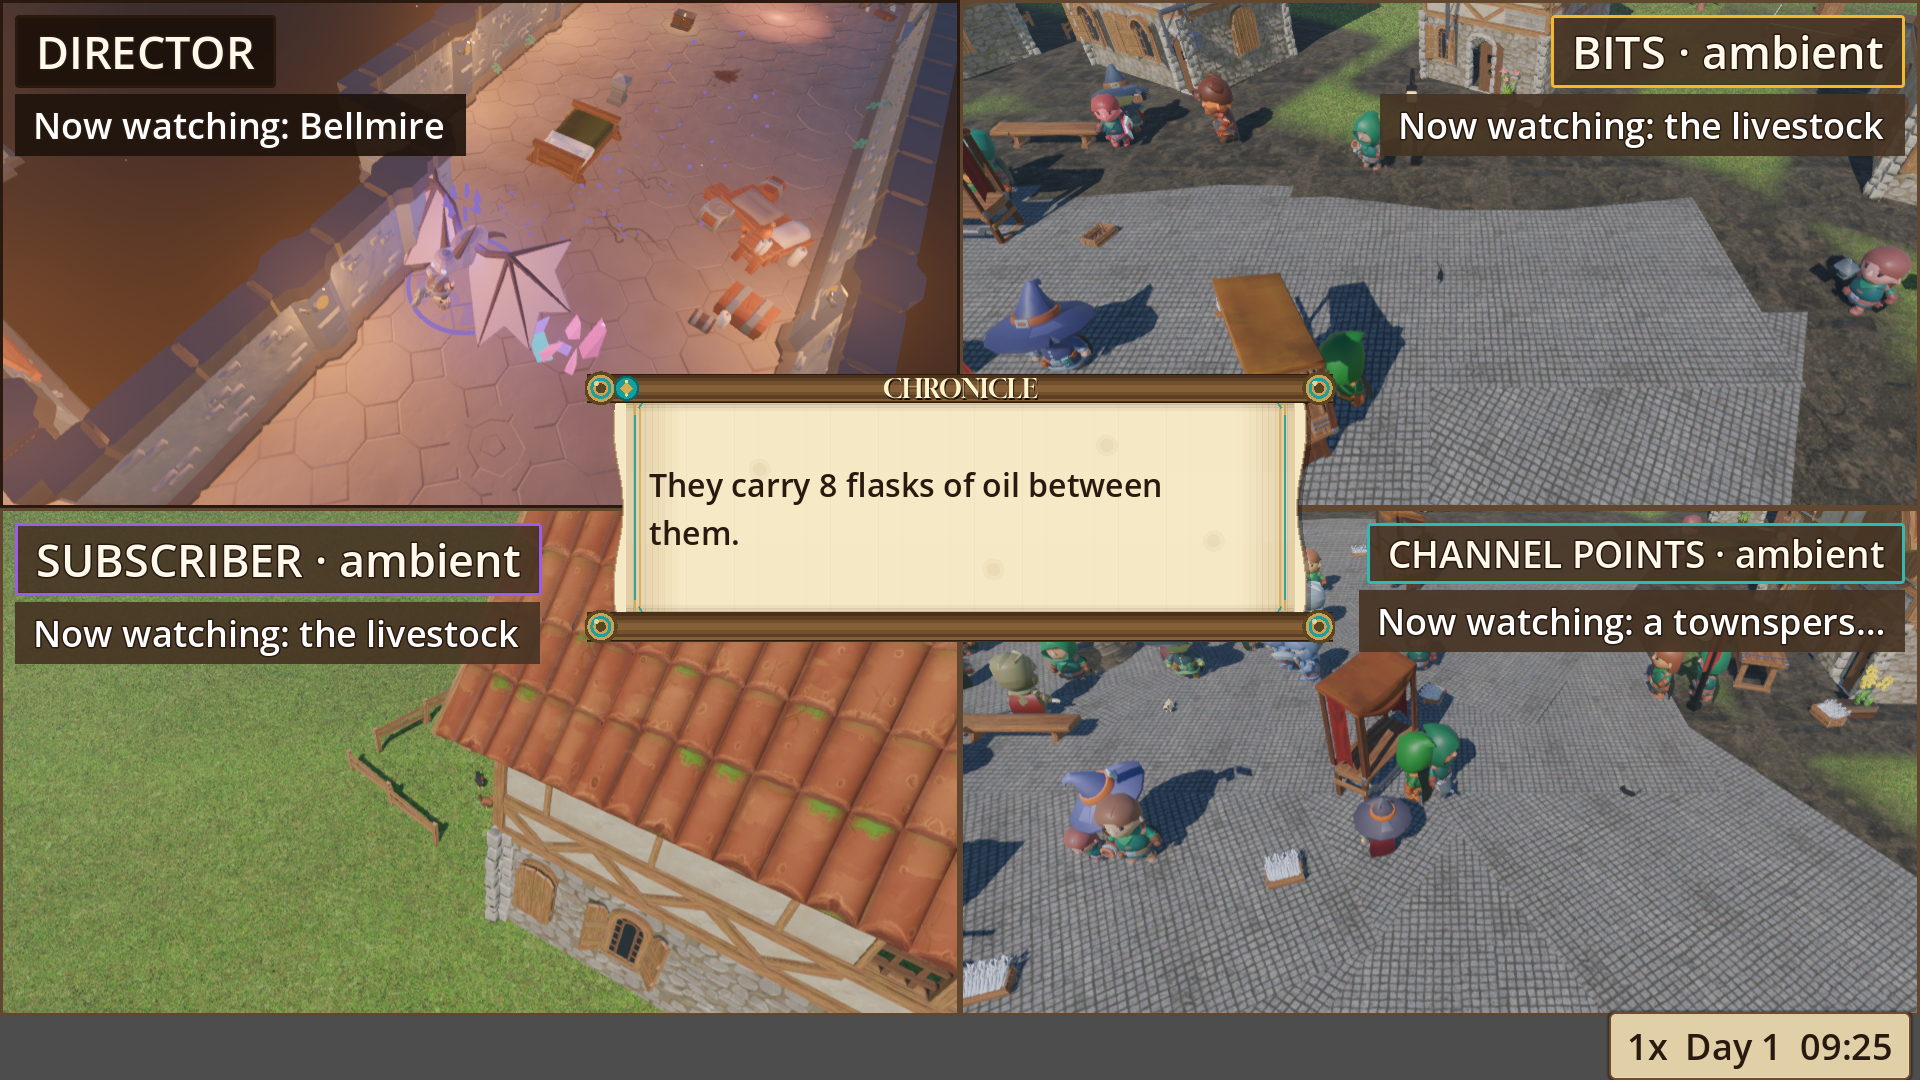 DIRECTOR
Now watching: Bellmire
BITS · ambient
Now watching: the livestock
CHRONICLE
They carry 8 flasks of oil between
them.
SUBSCRIBER · ambient
Now watching: the livestock
CHANNEL POINTS · ambient
Now watching: a townspers...
1x Day 1 09:25